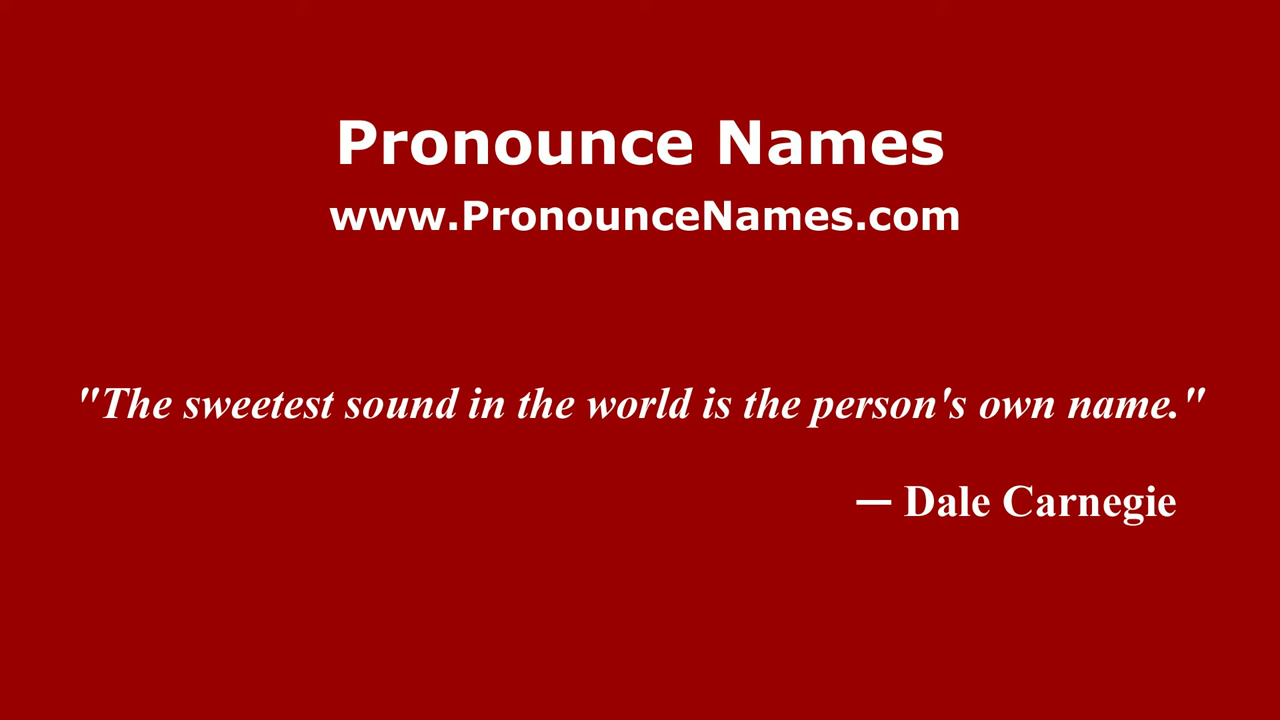 Pronounce Names
www.PronounceNames.com
"The sweetest sound in the world is the person's own name."
— Dale Carnegie